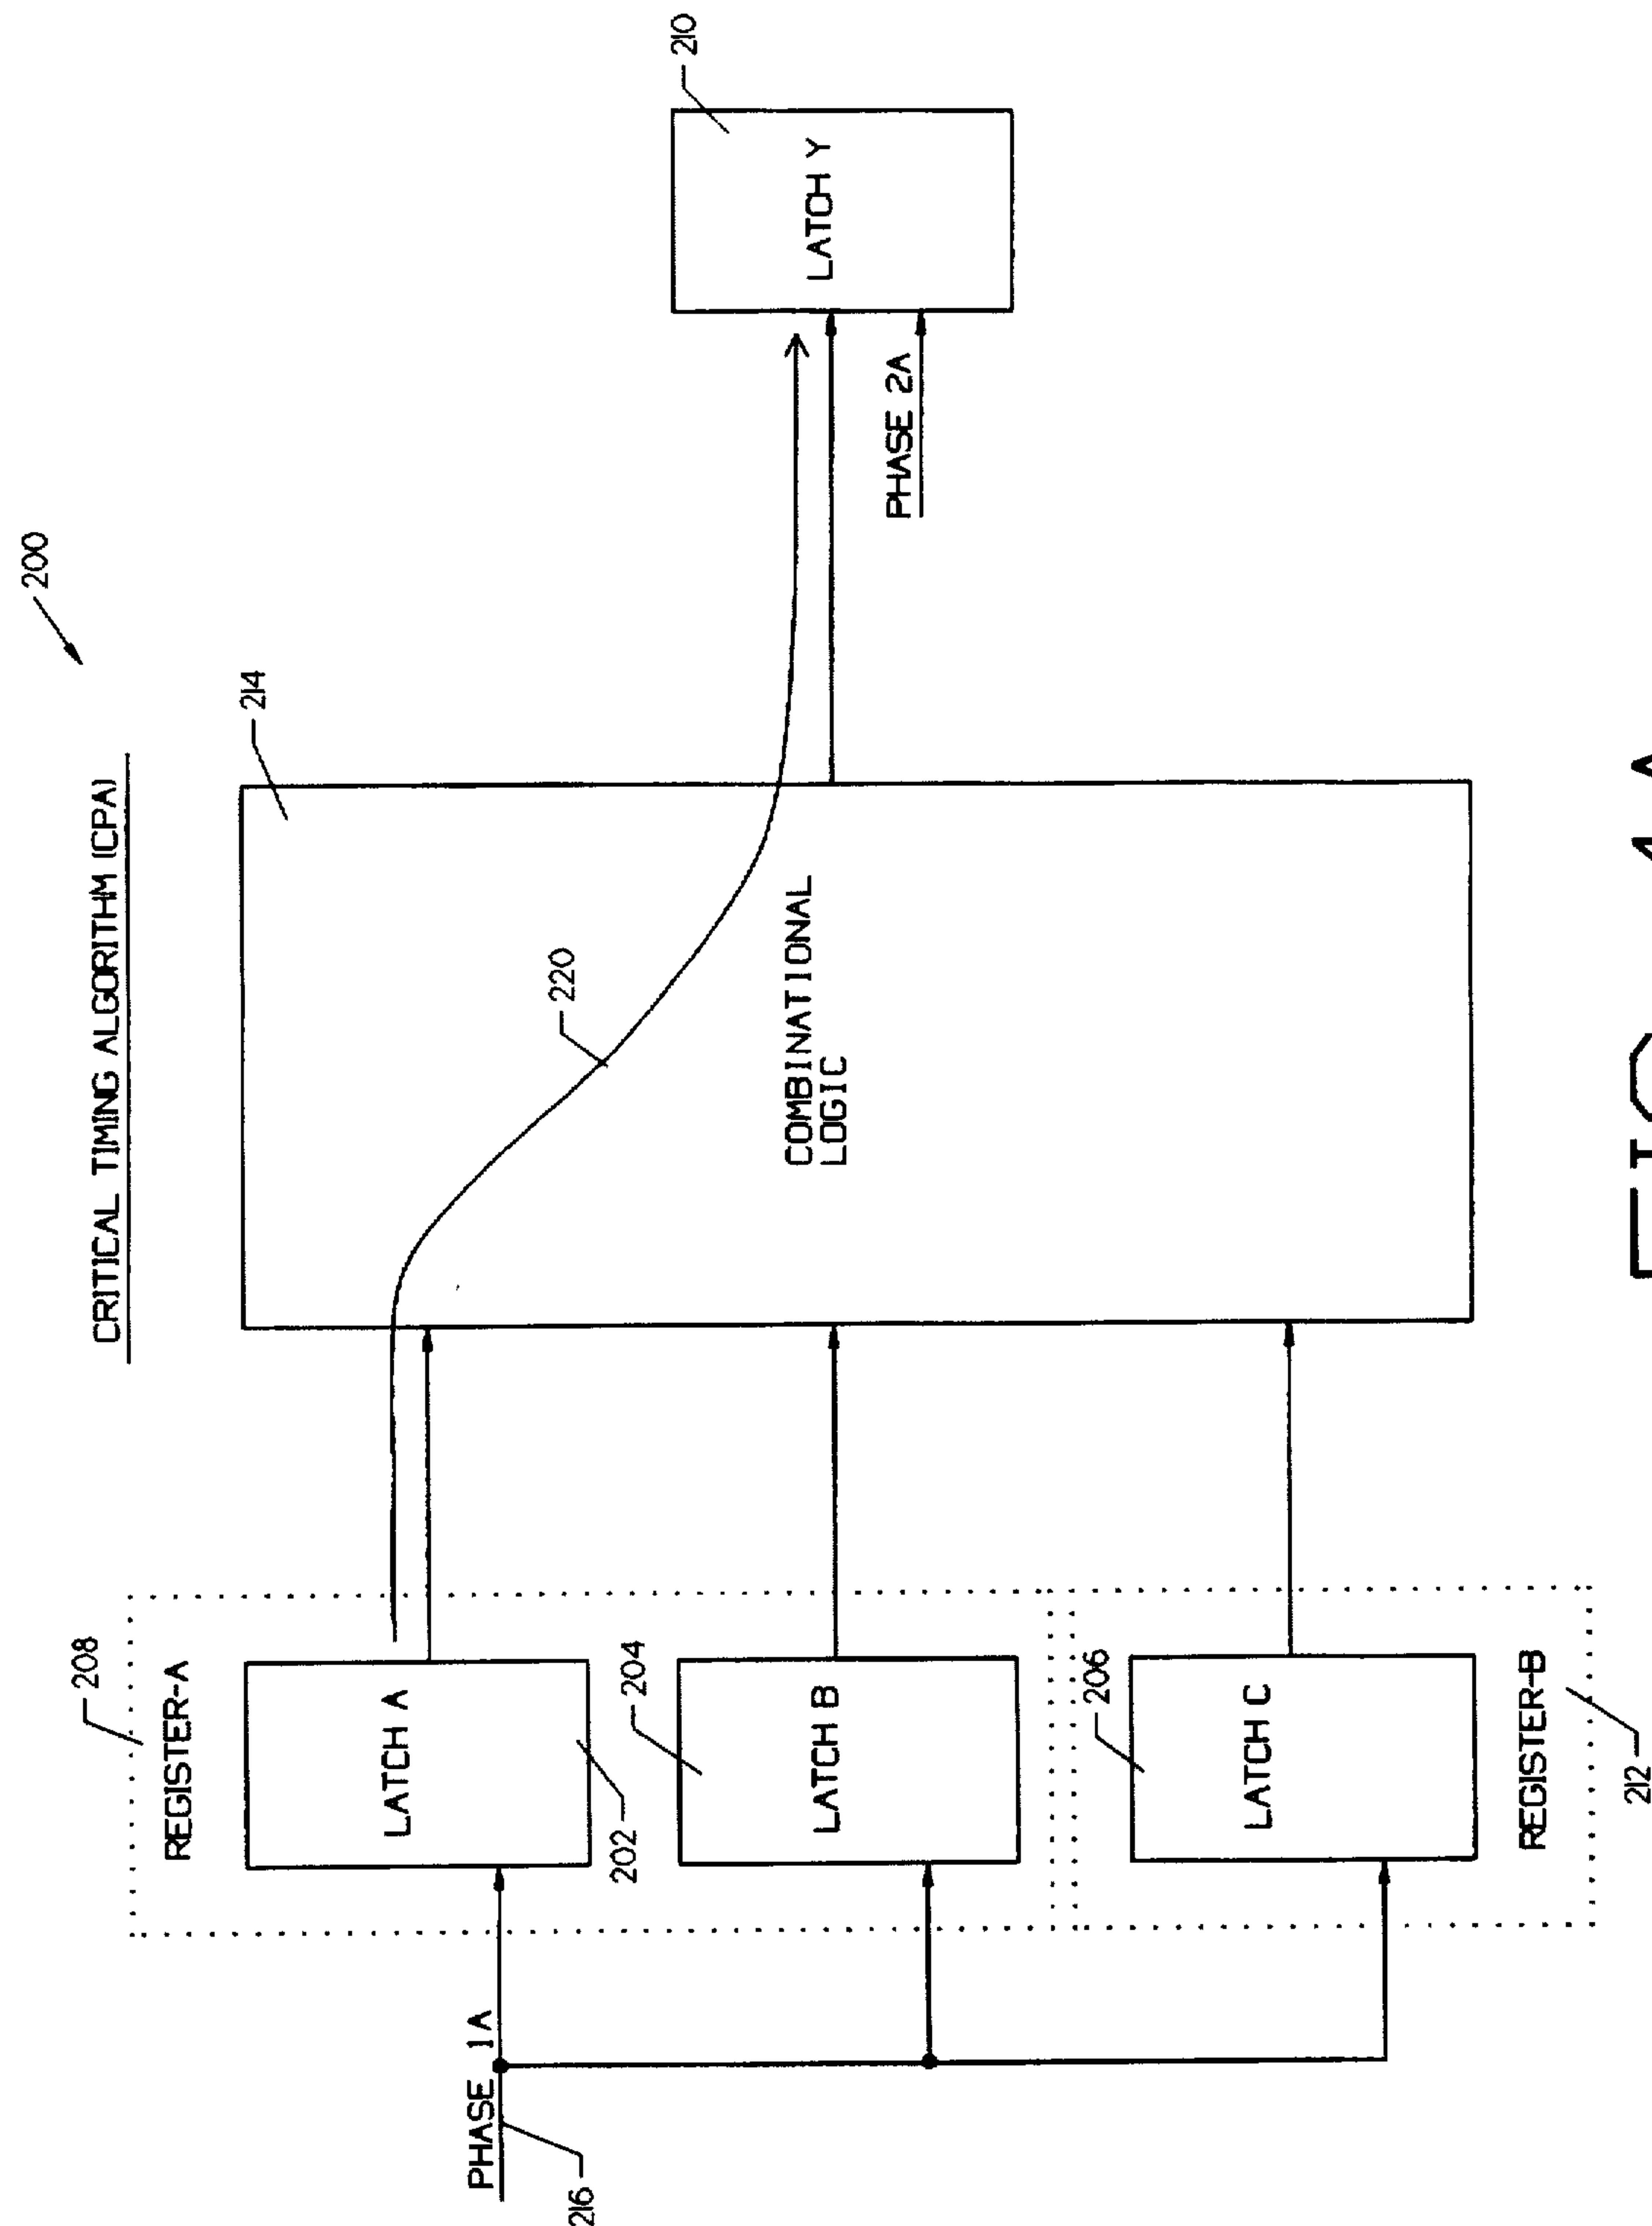 CRITICAL TIMING ALGORITHM (CPA)
200
208
REGISTER-A
LATCH A
202
PHASE 1A
216
204
LATCH B
206
LATCH C
REGISTER-B
212
214
220
COMBINATIONAL
LOGIC
210
LATCH Y
PHASE 2A